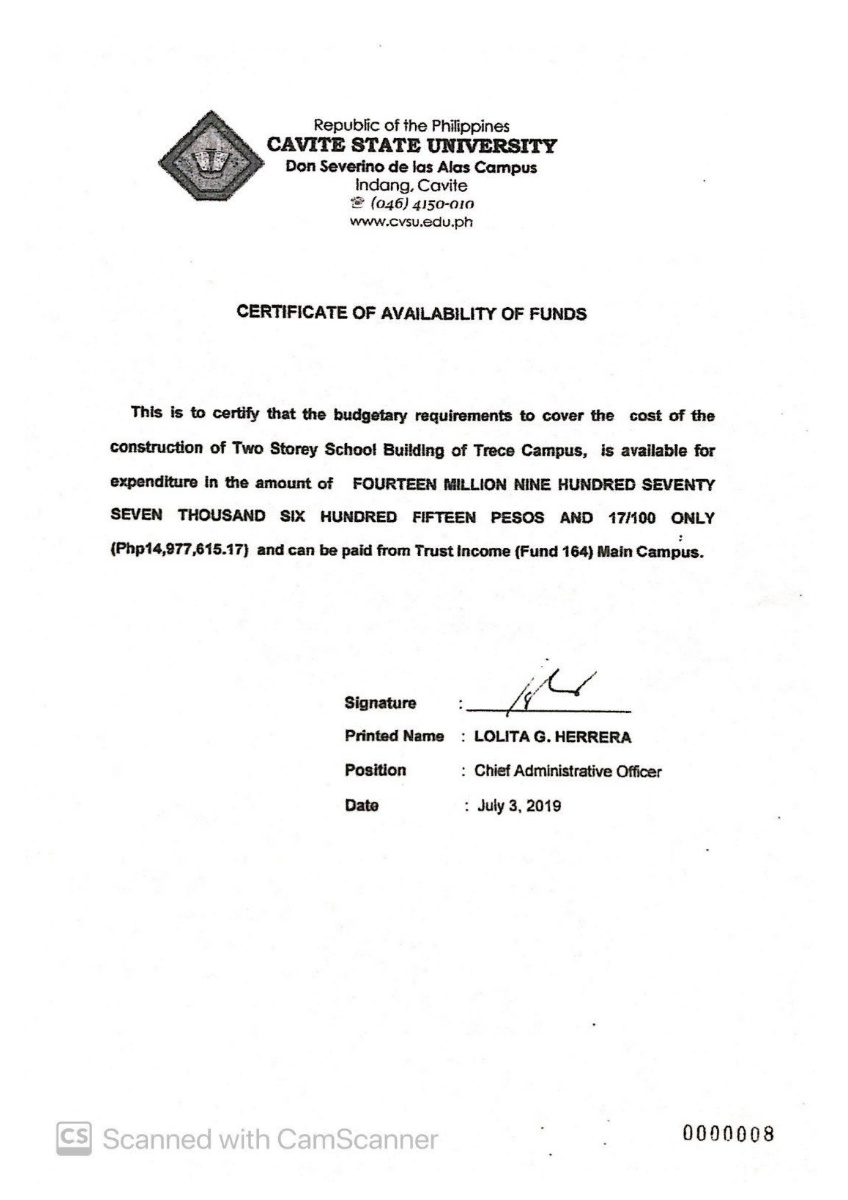 Republic of the Philippines
CAVITE STATE UNIVERSITY
Don Severino de las Alas Campus
Indang, Cavite
☎ (046) 4150-010
www.cvsu.edu.ph
CERTIFICATE OF AVAILABILITY OF FUNDS
This is to certify that the budgetary requirements to cover the cost of the
construction of Two Storey School Building of Trece Campus, is available for
expenditure in the amount of FOURTEEN MILLION NINE HUNDRED SEVENTY
SEVEN THOUSAND SIX HUNDRED FIFTEEN PESOS AND 17/100 ONLY
(Php14,977,615.17) and can be paid from Trust Income (Fund 164) Main Campus.
Signature :
Printed Name : LOLITA G. HERRERA
Position : Chief Administrative Officer
Date : July 3, 2019
CS Scanned with CamScanner
0000008